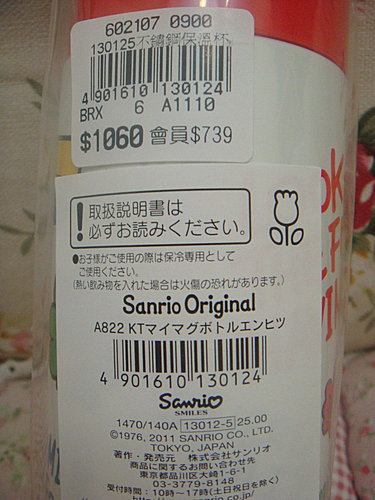 602107 0900
130125不鏽鋼保溫杯
4 901610 130124
BRX 6 A1110
$1060 會員$739
取扱説明書は
必ずお読みください。
●お子様がご使用の際は保冷専用として
ご使用ください。
(熱い飲み物を入れた場合は火傷の恐れがあります。)
Sanrio Original
A822 KTマイマグボトルエンヒツ
4 901610 130124
Sanrio
SMILES
1470/140A 13012-5 25.00
©1976, 2011 SANRIO CO., LTD.
TOKYO, JAPAN
著作・発売元 株式会社サンリオ
商品に関するお問い合わせ先
東京都品川区大崎1-6-1
03-3779-8148
受付時間：10時~17時(土日祝日を除く)